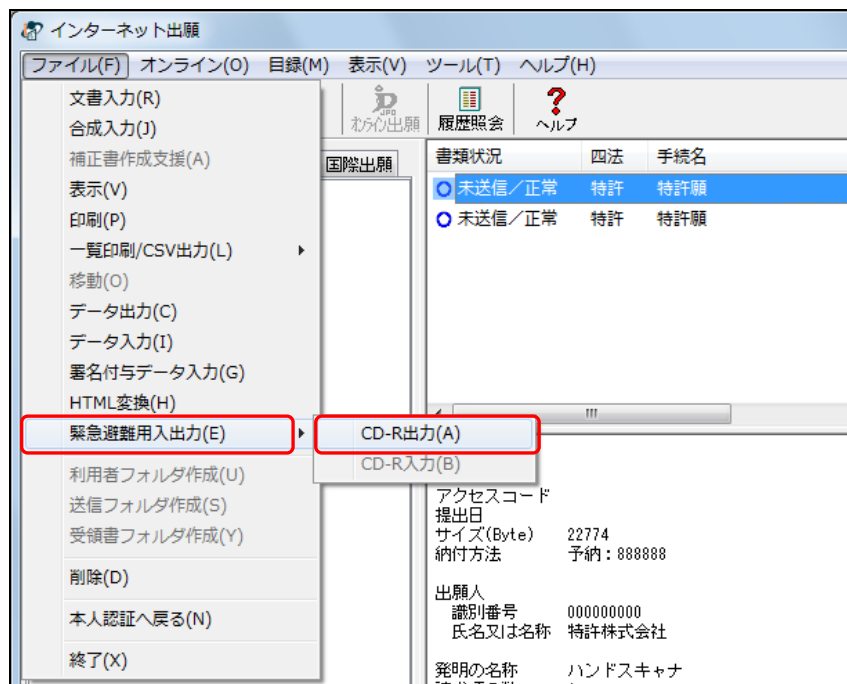 インターネット出願
ファイル(F) オンライン(O) 目録(M) 表示(V) ツール(T) ヘルプ(H)
文書入力(R)
合成入力(J)
補正書作成支援(A)
表示(V)
印刷(P)
一覧印刷/CSV出力(L)
移動(O)
データ出力(C)
データ入力(I)
署名付与データ入力(G)
HTML変換(H)
緊急避難用入出力(E)
利用者フォルダ作成(U)
送信フォルダ作成(S)
受領書フォルダ作成(Y)
削除(D)
本人認証へ戻る(N)
終了(X)
CD-R出力(A)
CD-R入力(B)
JPO
オンライン出願 履歴照会 ヘルプ
国際出願
書類状況 四法 手続名
未送信／正常 特許 特許願
未送信／正常 特許 特許願
アクセスコード
提出日
サイズ(Byte) 22774
納付方法 予納：888888
出願人
識別番号 000000000
氏名又は名称 特許株式会社
発明の名称 ハンドスキャナ